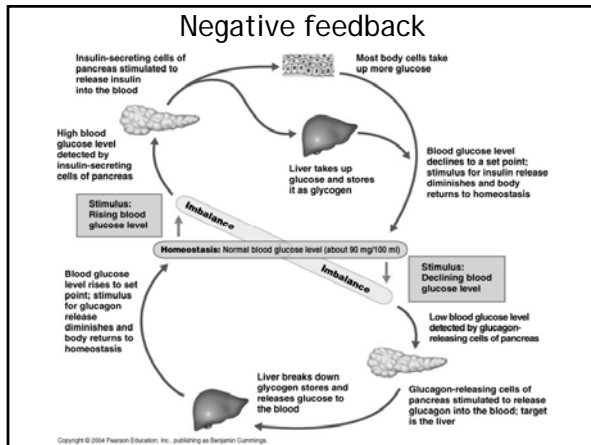 Negative feedback
Insulin-secreting cells of
pancreas stimulated to
release insulin
into the blood
Most body cells take
up more glucose
High blood
glucose level
detected by
insulin-secreting
cells of pancreas
Liver takes up
glucose and stores
it as glycogen
Blood glucose level
declines to a set point;
stimulus for insulin release
diminishes and body
returns to homeostasis
Stimulus:
Rising blood
glucose level
Imbalance
Homeostasis: Normal blood glucose level (about 90 mg/100 ml)
Imbalance
Stimulus:
Declining blood
glucose level
Blood glucose
level rises to set
point; stimulus
for glucagon
release
diminishes and
body returns to
homeostasis
Low blood glucose level
detected by glucagon-
releasing cells of pancreas
Liver breaks down
glycogen stores and
releases glucose to
the blood
Glucagon-releasing cells of
pancreas stimulated to release
glucagon into the blood; target
is the liver
Copyright © 2004 Pearson Education, Inc., publishing as Benjamin Cummings.